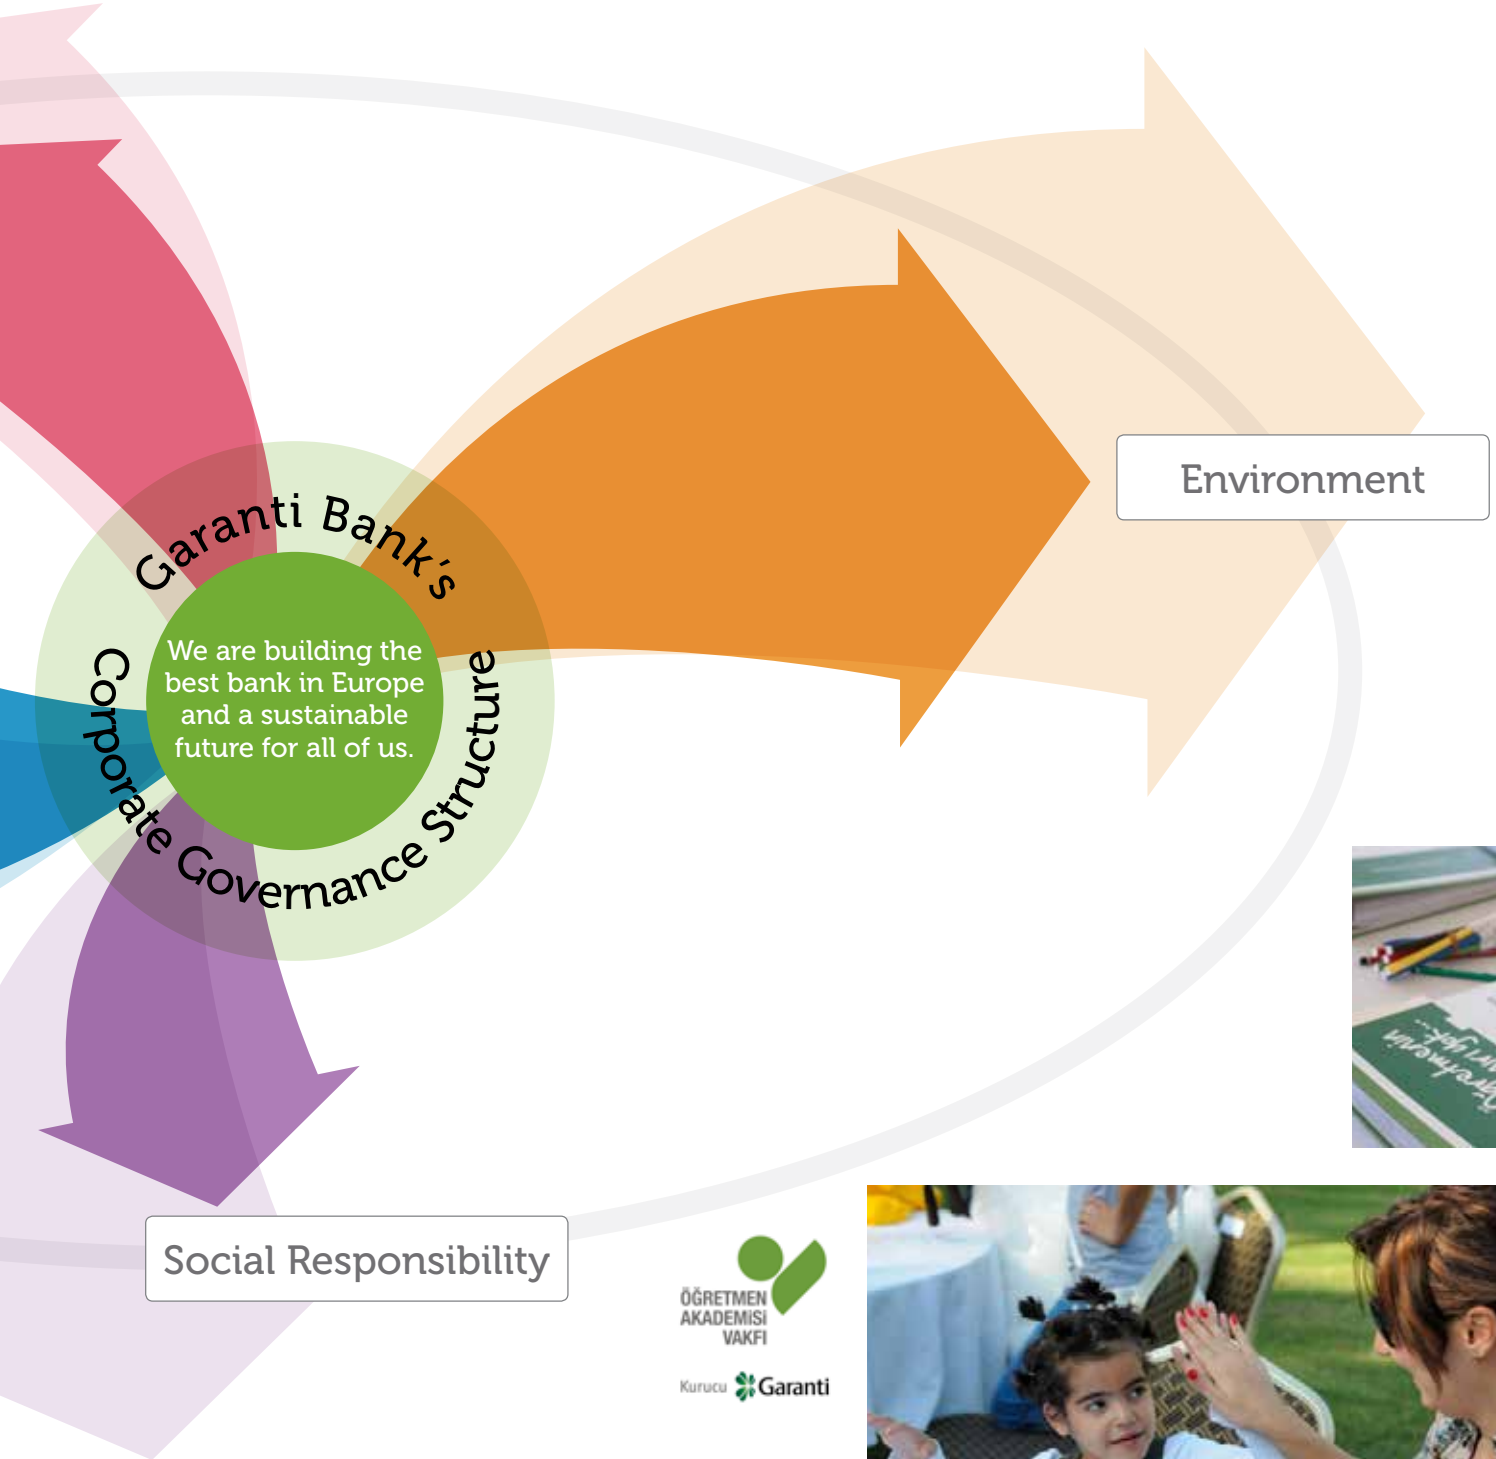 Garanti Bank's
Corporate Governance Structure
We are building the
best bank in Europe
and a sustainable
future for all of us.
Environment
Social Responsibility
ÖĞRETMEN
AKADEMİSİ
VAKFI
Kurucu Garanti